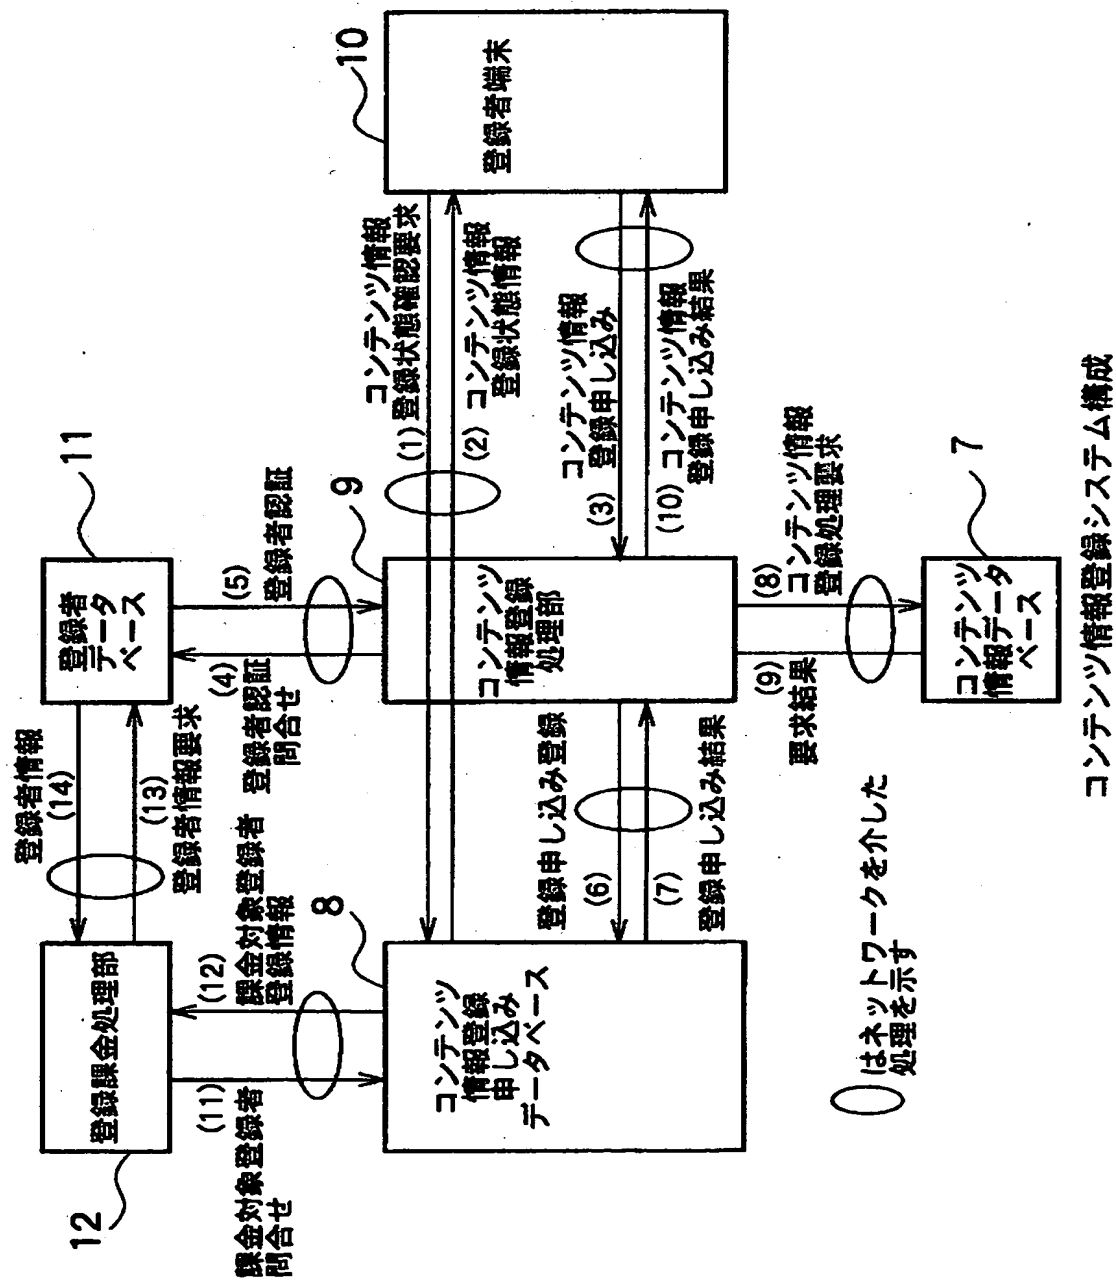 12
登録課金処理部
登録者情報
(14)
(13)
登録者情報要求
登録者
データ
ベース
11
(11)
課金対象登録者
問合せ
(12)
課金対象登録者
登録情報
(4)
登録者認証
問合せ
(5)
登録者認証
8
コンテンツ
情報登録
申し込み
データベース
9
コンテンツ
情報登録
処理部
10
登録者端末
コンテンツ情報
(1) 登録状態確認要求
(2) コンテンツ情報
登録状態情報
登録申し込み登録
(6)
(7)
登録申し込み結果
コンテンツ情報
(3) 登録申し込み
(10) コンテンツ情報
登録申し込み結果
(9)
要求結果
(8)
コンテンツ情報
登録処理要求
7
コンテンツ
情報データ
ベース
はネットワークを介した
処理を示す
コンテンツ情報登録システム構成